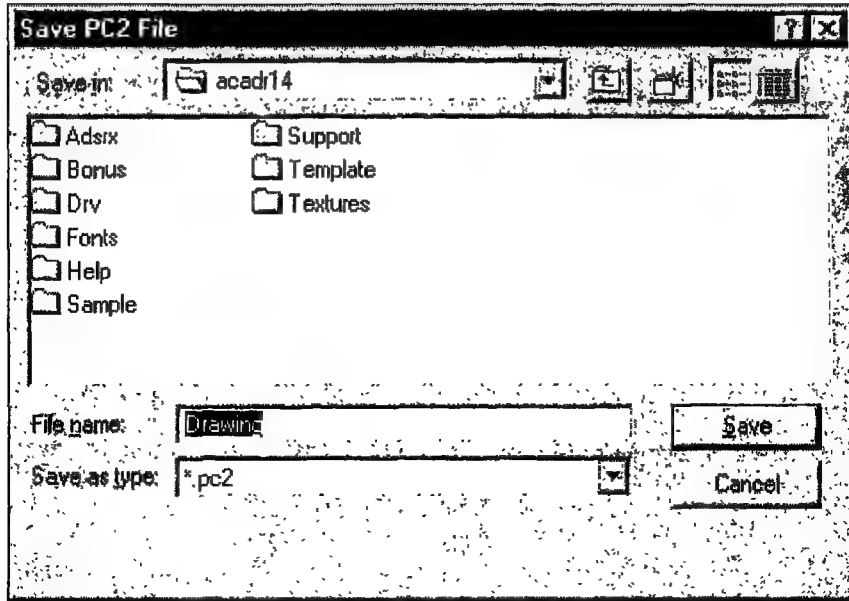 Save PC2 File
Save in: acadr14
Adsrx Support
Bonus Template
Drv Textures
Fonts
Help
Sample
File name: Drawing Save
Save as type: *.pc2 Cancel